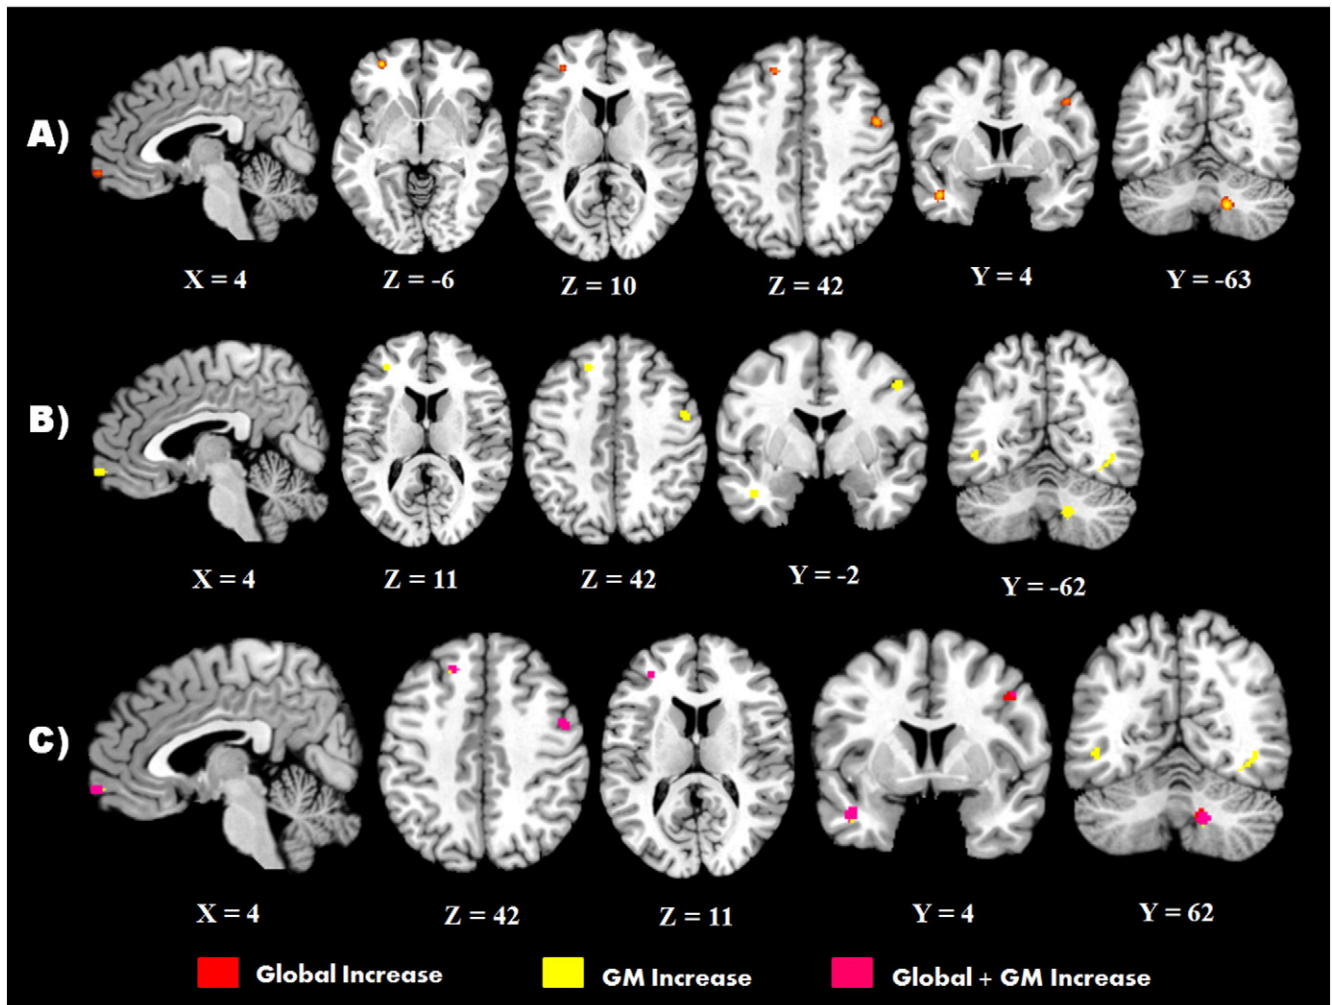 A)
X = 4 Z = -6 Z = 10 Z = 42 Y = 4 Y = -63
B)
X = 4 Z = 11 Z = 42 Y = -2 Y = -62
C)
X = 4 Z = 42 Z = 11 Y = 4 Y = 62
Global Increase GM Increase Global + GM Increase